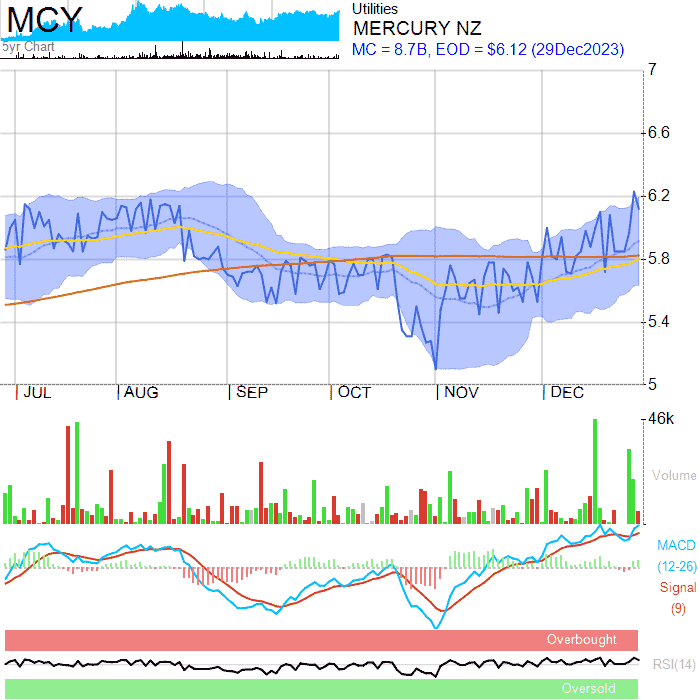 MCY
5yr Chart
Utilities
MERCURY NZ
MC = 8.7B, EOD = $6.12 (29Dec2023)
7
6.6
6.2
5.8
5.4
5
JUL AUG SEP OCT NOV DEC
46k
Volume
MACD
(12-26)
Signal
(9)
Overbought
RSI(14)
Oversold